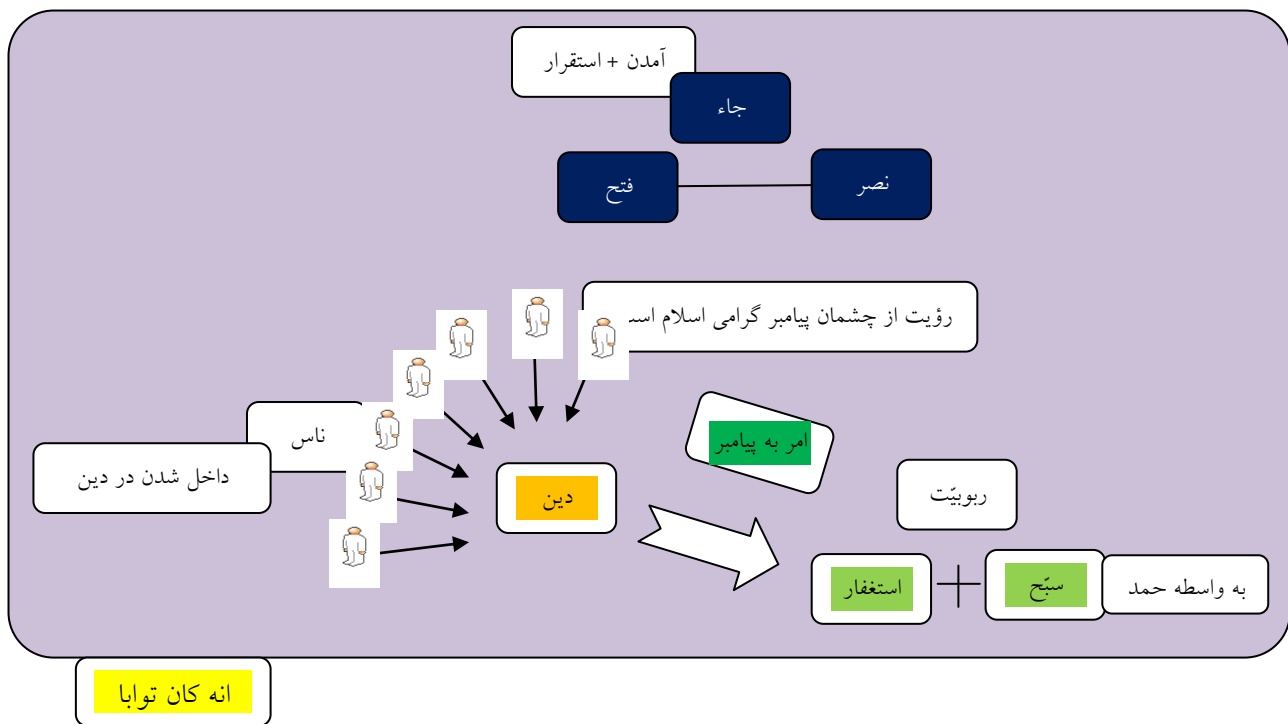 آمدن + استقرار
جاء
نصر
فتح
رؤیت از چشمان پیامبر گرامی اسلام
ناس
داخل شدن در دین
دین
امر به پیامبر
ربوبیّت
به واسطه حمد
سبّح
استغفار
انه کان توابا